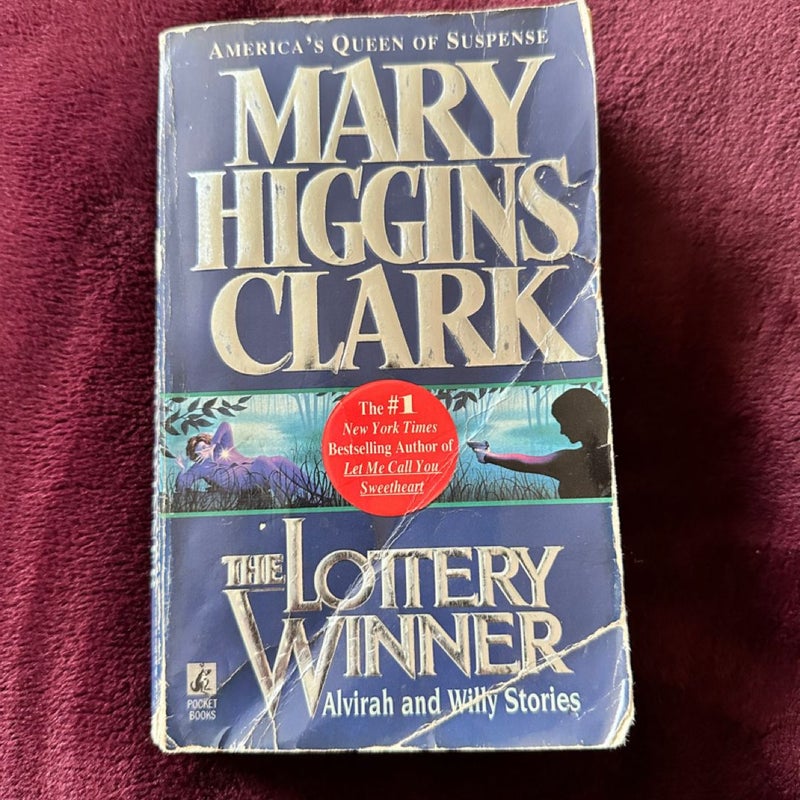 America's Queen of Suspense
MARY
HIGGINS
CLARK
The #1
New York Times
Bestselling Author of
Let Me Call You
Sweetheart
THE LOTTERY
WINNER
Alvirah and Willy Stories
POCKET
BOOKS